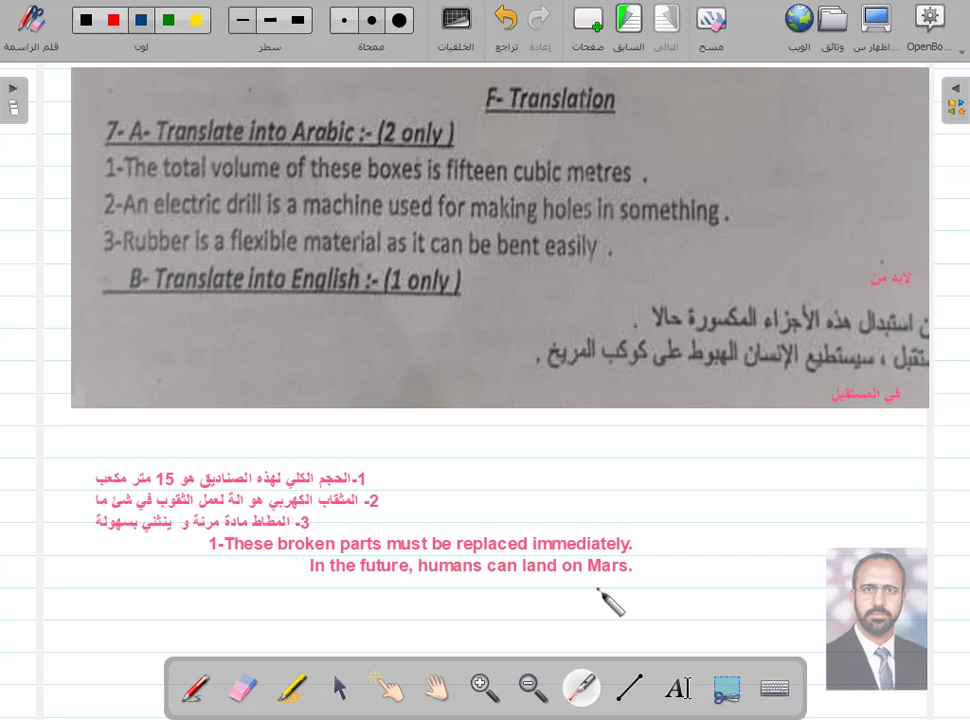 قلم الراسمة
لون
سطر
ممحاة
الخلفيات
تراجع
إعادة
صفحات
السابق
التالى
مسح
الويب
وثائق
اظهار س...
OpenBo...
F- Translation
7- A- Translate into Arabic :- (2 only )
1-The total volume of these boxes is fifteen cubic metres .
2-An electric drill is a machine used for making holes in something .
3-Rubber is a flexible material as it can be bent easily .
B- Translate into English :- (1 only )
لابد من
ن استبدال هذه الأجزاء المكسورة حالا .
ستقبل ، سيستطيع الإنسان الهبوط على كوكب المريخ .
في المستقبل
1-الحجم الكلي لهذه الصناديق هو 15 متر مكعب
2- المثقاب الكهربي هو الة لعمل الثقوب في شئ ما
3- المطاط مادة مرنة و ينثني بسهولة
1-These broken parts must be replaced immediately.
In the future, humans can land on Mars.
AI